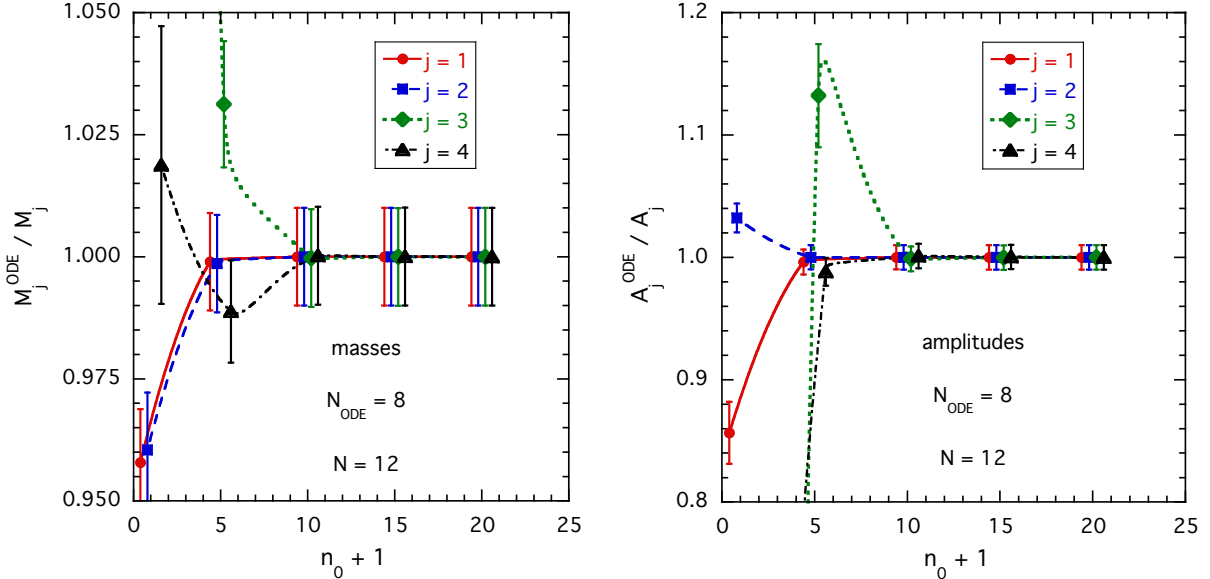 1.050
1.025
1.000
0.975
0.950
M_j^ODE / M_j
j = 1
j = 2
j = 3
j = 4
masses
N_ODE = 8
N = 12
0 5 10 15 20 25
n_0 + 1
1.2
1.1
1.0
0.9
0.8
A_j^ODE / A_j
j = 1
j = 2
j = 3
j = 4
amplitudes
N_ODE = 8
N = 12
0 5 10 15 20 25
n_0 + 1